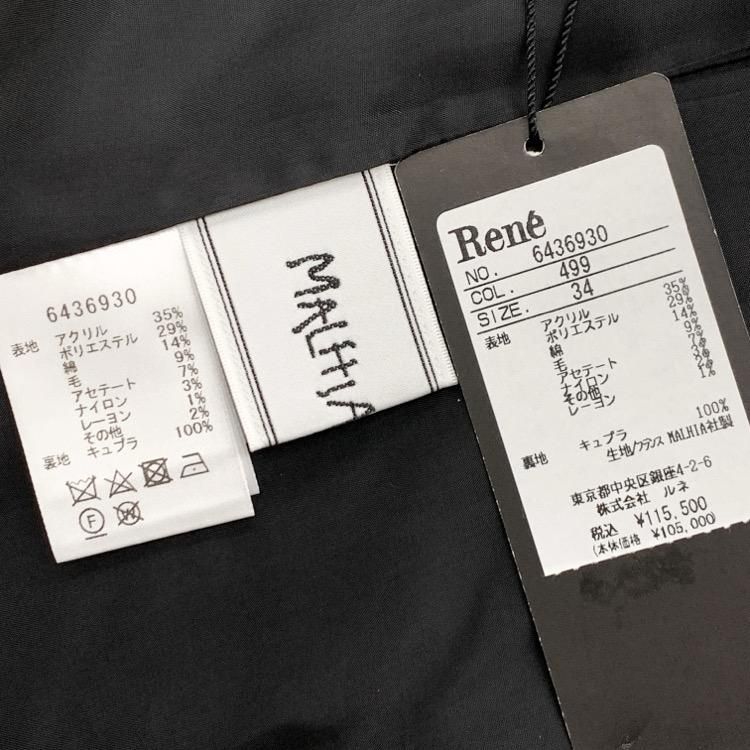 6436930
表地 アクリル 35%
ポリエステル 29%
綿 14%
毛 9%
アセテート 7%
ナイロン 3%
レーヨン 1%
その他 2%
裏地 キュプラ 100%
F
W
MALHIA
René
NO. 6436930
COL. 499
SIZE. 34
表地 アクリル 35%
ポリエステル 29%
綿 14%
毛 9%
アセテート 7%
ナイロン
レーヨン 1%
裏地 キュプラ 100%
生地/フランス MALHIA社製
東京都中央区銀座4-2-6
株式会社 ルネ
税込 ¥115,500
(本体価格 ¥105,000)